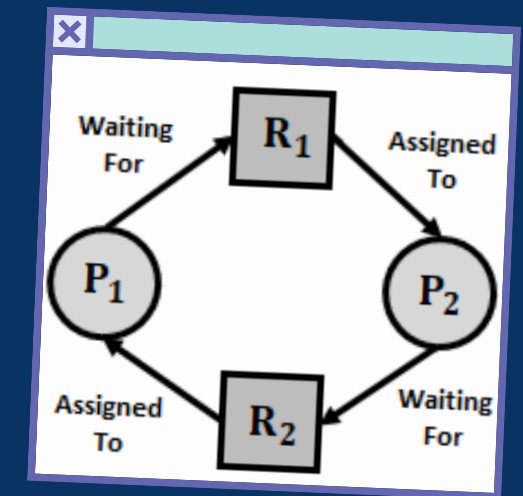 Waiting
For
R₁
Assigned
To
P₁
P₂
Assigned
To
R₂
Waiting
For